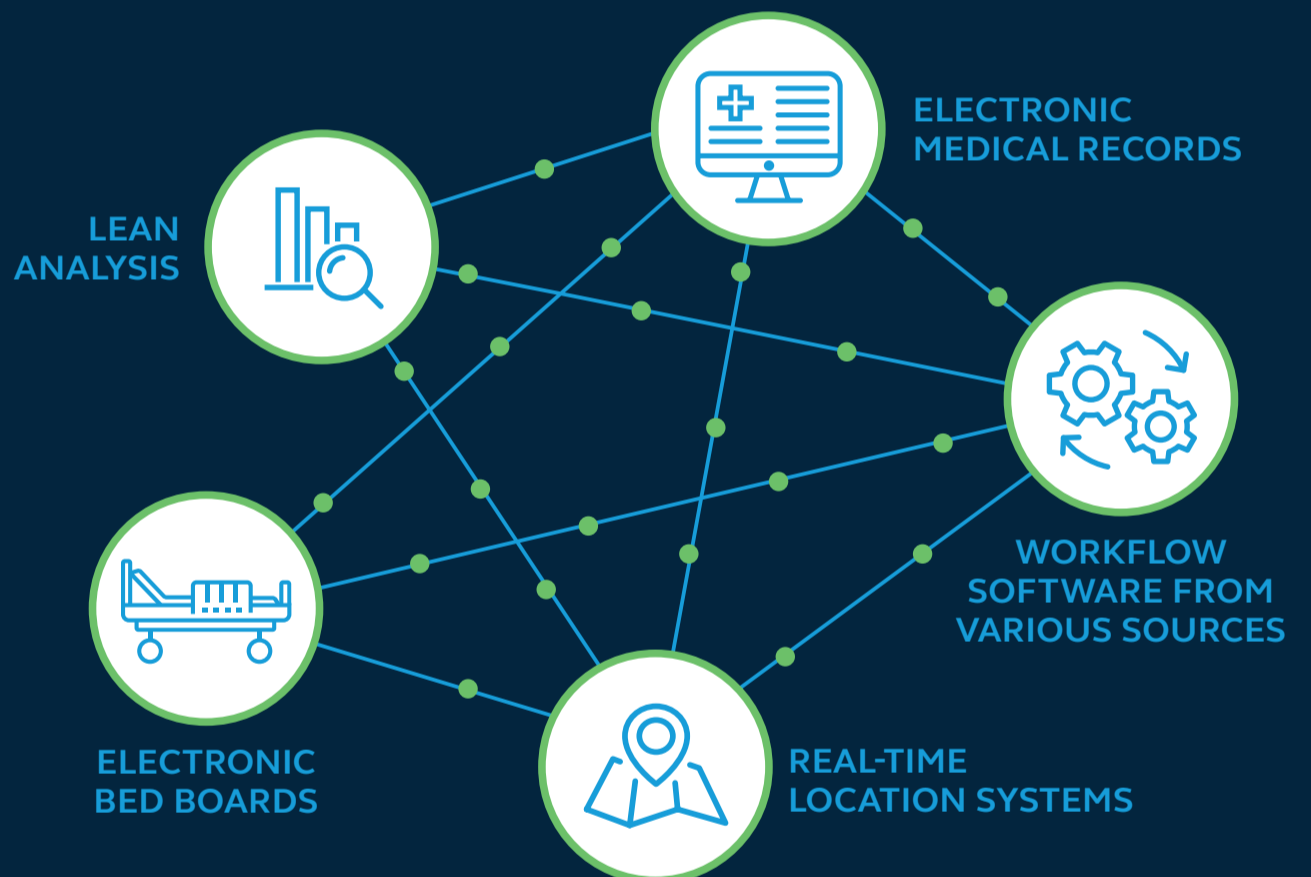 ELECTRONIC
MEDICAL RECORDS
LEAN
ANALYSIS
WORKFLOW
SOFTWARE FROM
VARIOUS SOURCES
ELECTRONIC
BED BOARDS
REAL-TIME
LOCATION SYSTEMS